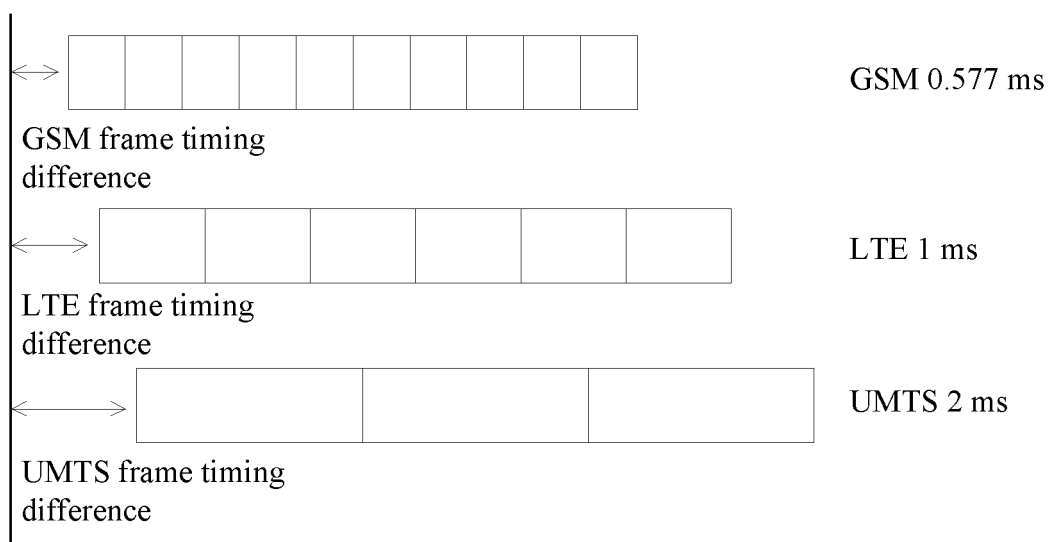 GSM 0.577 ms
GSM frame timing
difference
LTE 1 ms
LTE frame timing
difference
UMTS 2 ms
UMTS frame timing
difference